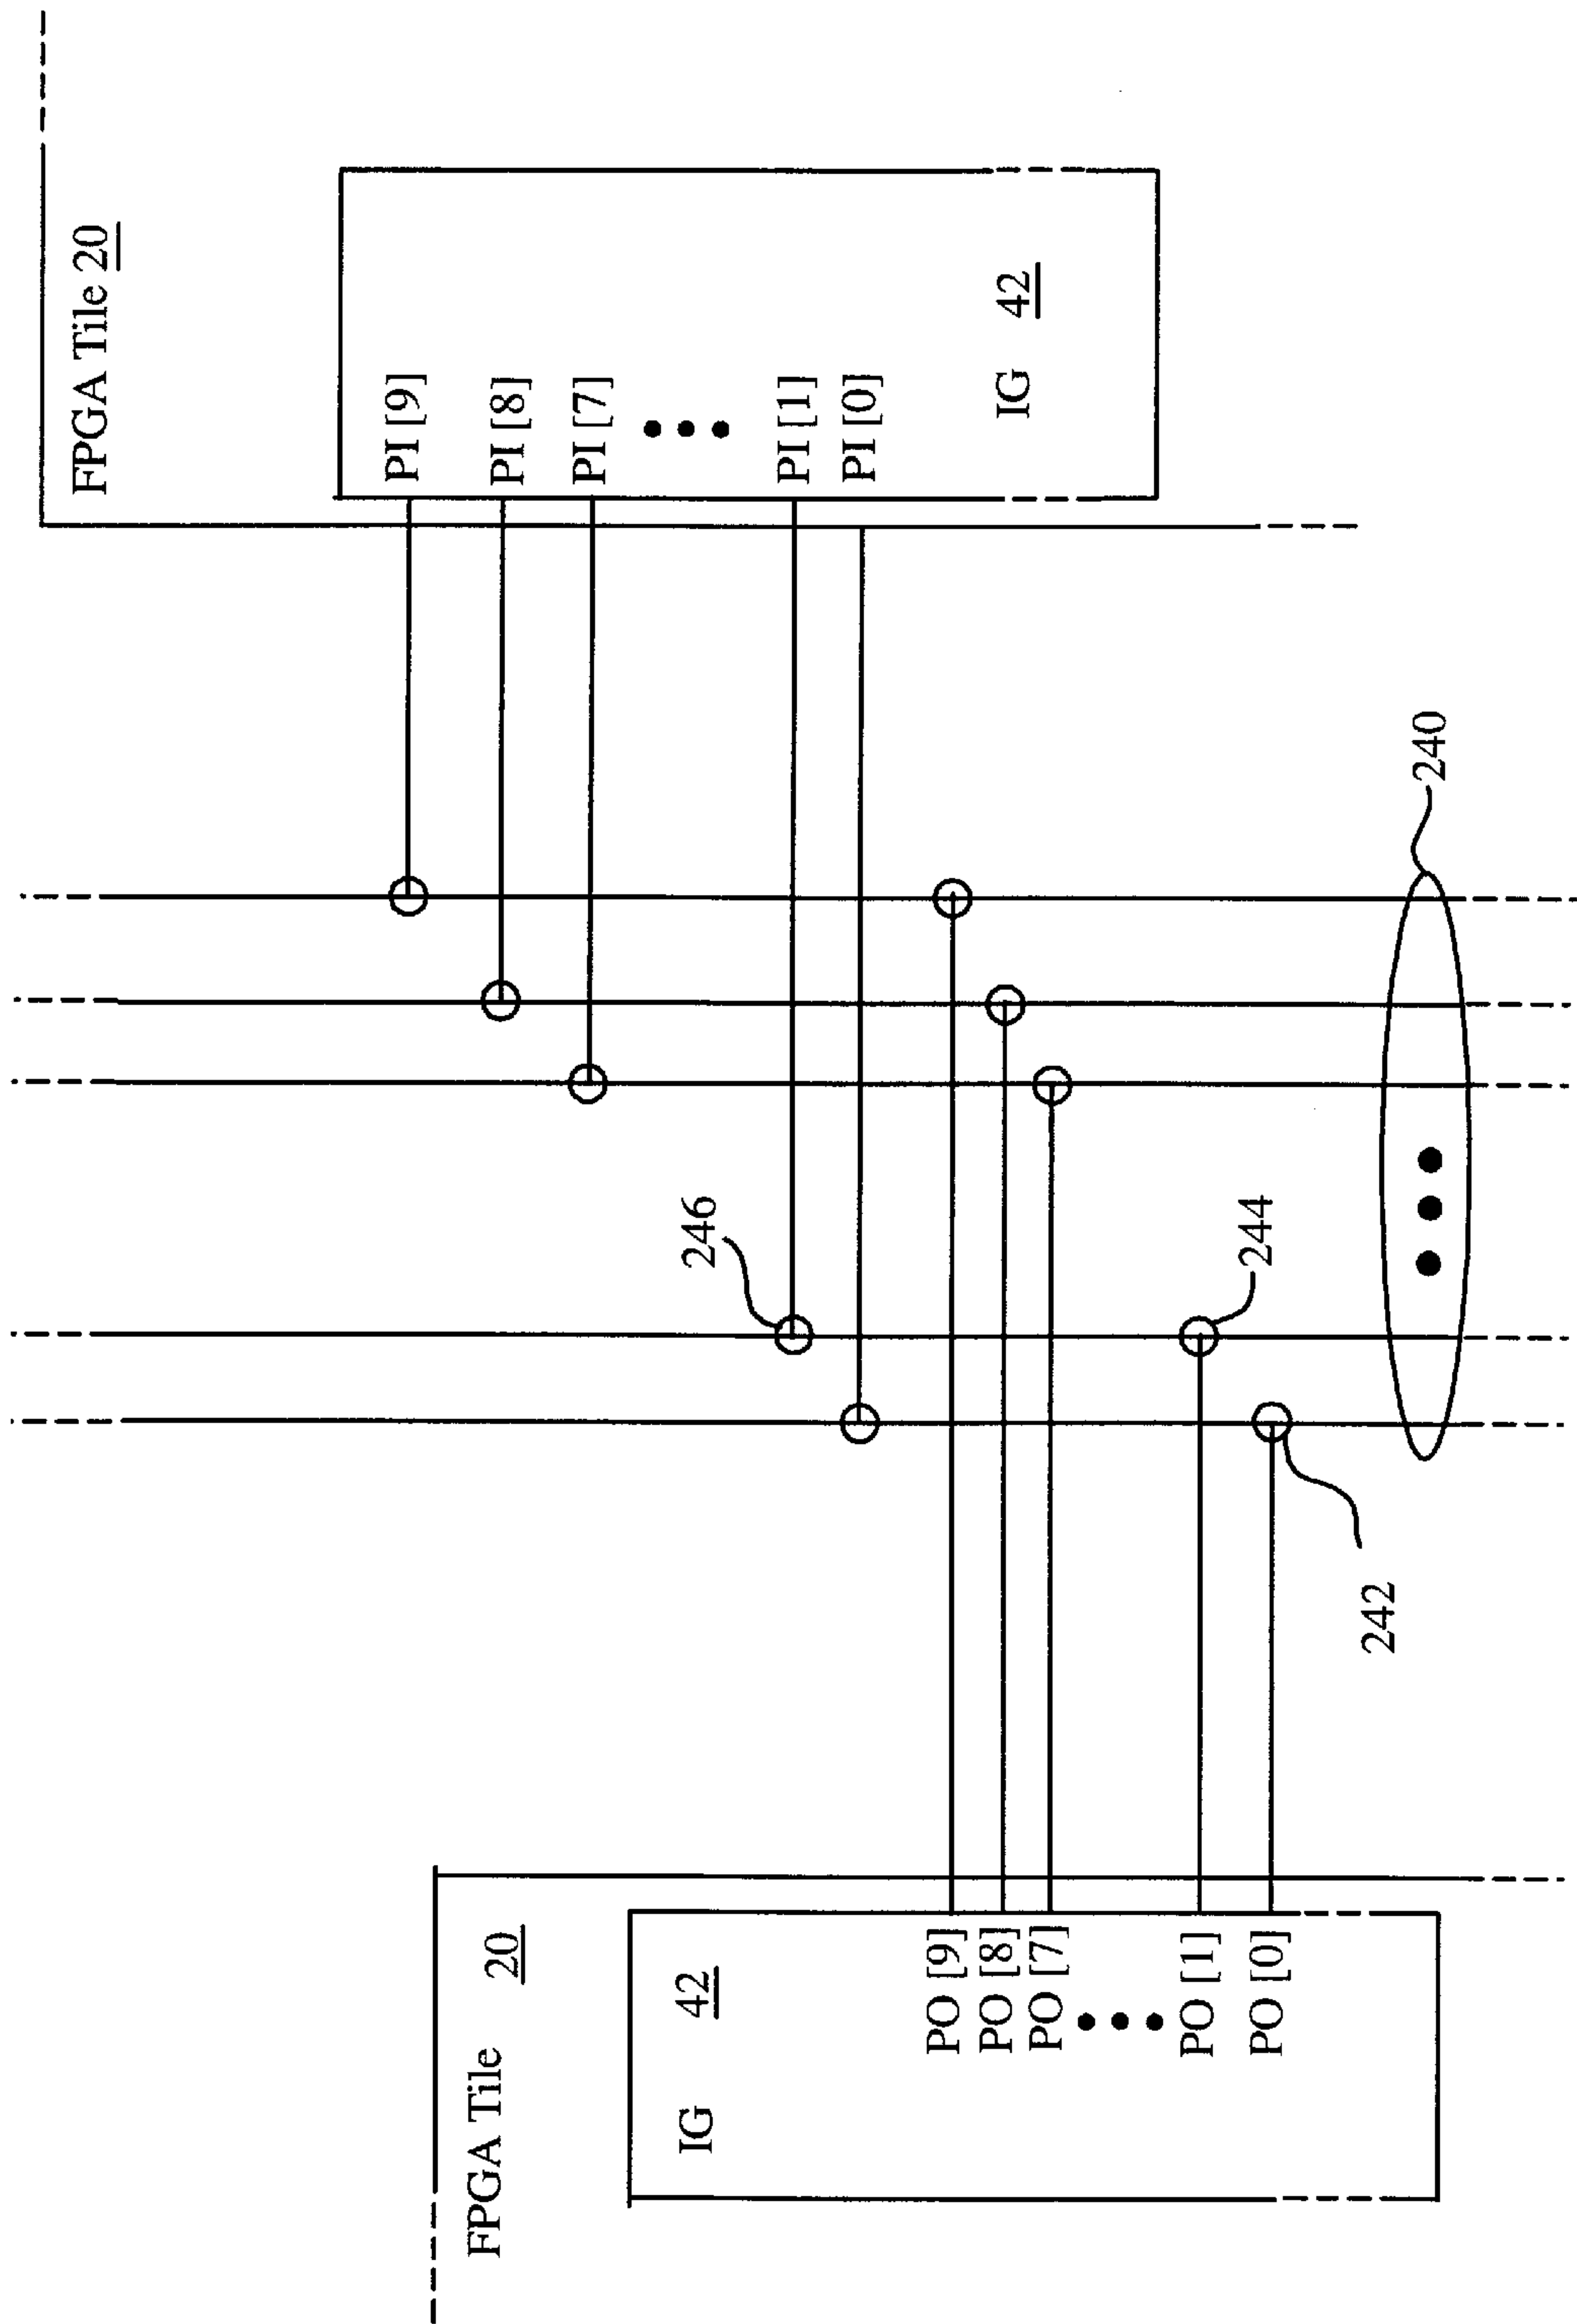 FPGA Tile 20
IG 42
PO [9]
PO [8]
PO [7]
PO [1]
PO [0]
242
244
246
240
FPGA Tile 20
PI [9]
PI [8]
PI [7]
PI [1]
PI [0]
IG 42